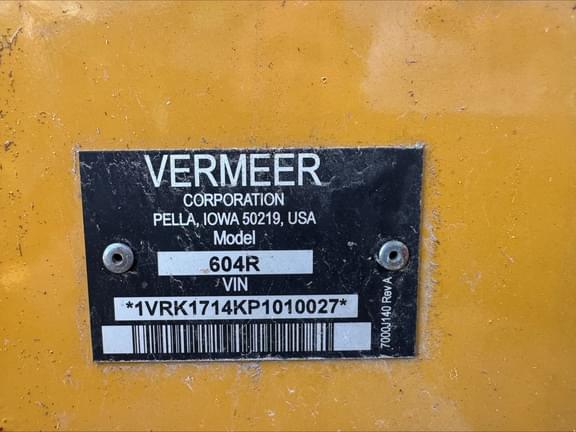 VERMEER
CORPORATION
PELLA, IOWA 50219, USA
Model
604R
VIN
*1VRK1714KP1010027*
7000J140 Rev A